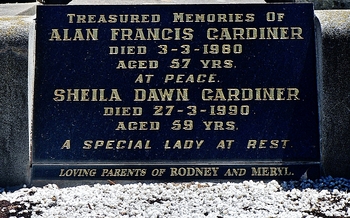 Treasured Memories Of
ALAN FRANCIS GARDINER
DIED 3-3-1980
AGED 57 YRS.
AT PEACE.
SHEILA DAWN GARDINER
DIED 27-3-1990
AGED 59 YRS.
A SPECIAL LADY AT REST.
LOVING PARENTS OF RODNEY AND MERYL.